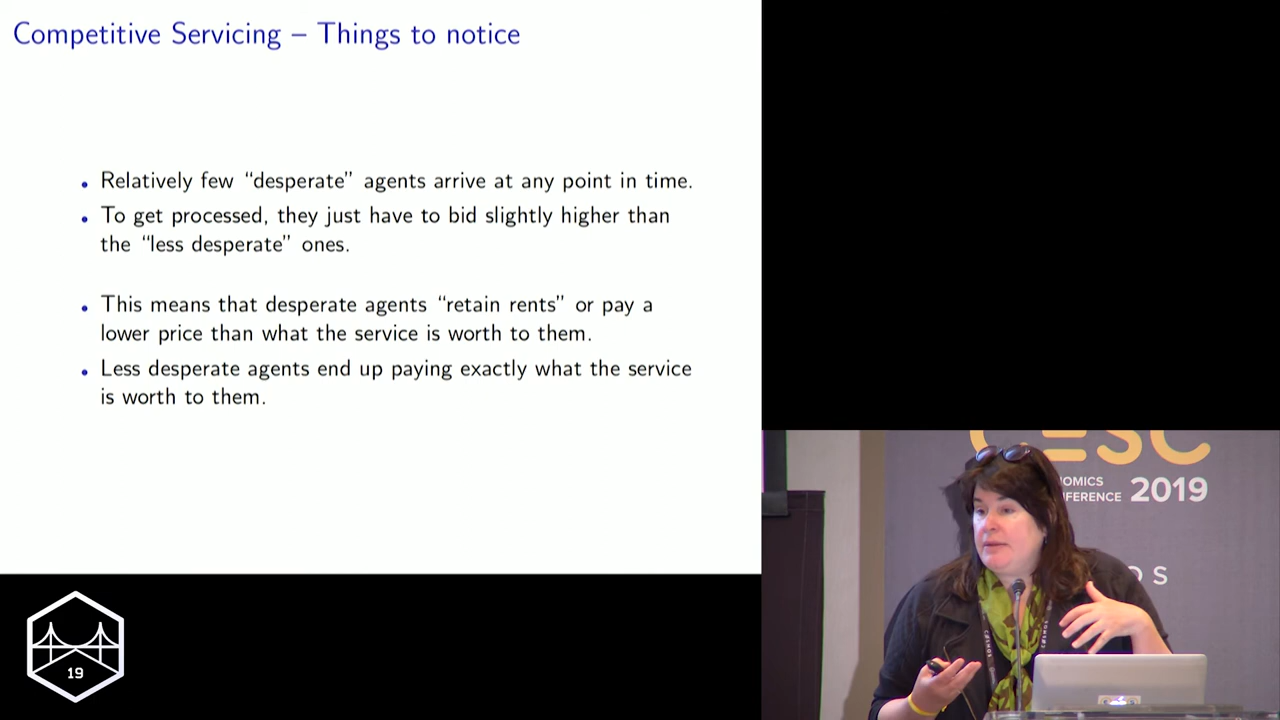 Competitive Servicing – Things to notice
• Relatively few “desperate” agents arrive at any point in time.
• To get processed, they just have to bid slightly higher than
the “less desperate” ones.
• This means that desperate agents “retain rents” or pay a
lower price than what the service is worth to them.
• Less desperate agents end up paying exactly what the service
is worth to them.
CESC
OMICS
FERENCE 2019
O S
19